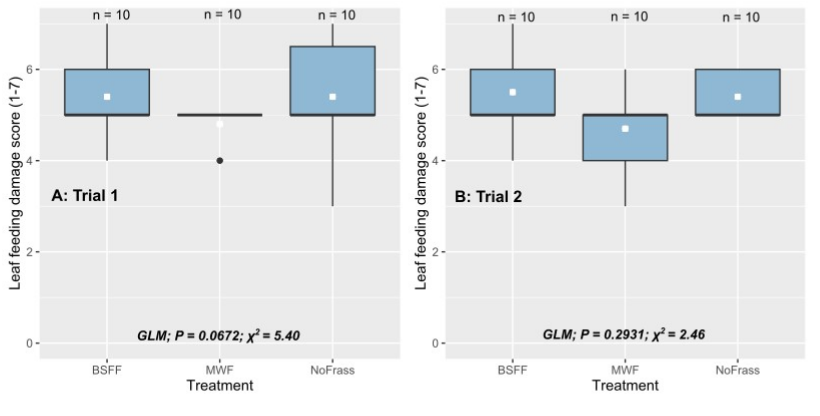 n = 10 n = 10 n = 10
Leaf feeding damage score (1-7)
6
4
2
0
A: Trial 1
GLM; P = 0.0672; χ² = 5.40
BSFF MWF NoFrass
Treatment
n = 10 n = 10 n = 10
Leaf feeding damage score (1-7)
6
4
2
0
B: Trial 2
GLM; P = 0.2931; χ² = 2.46
BSFF MWF NoFrass
Treatment